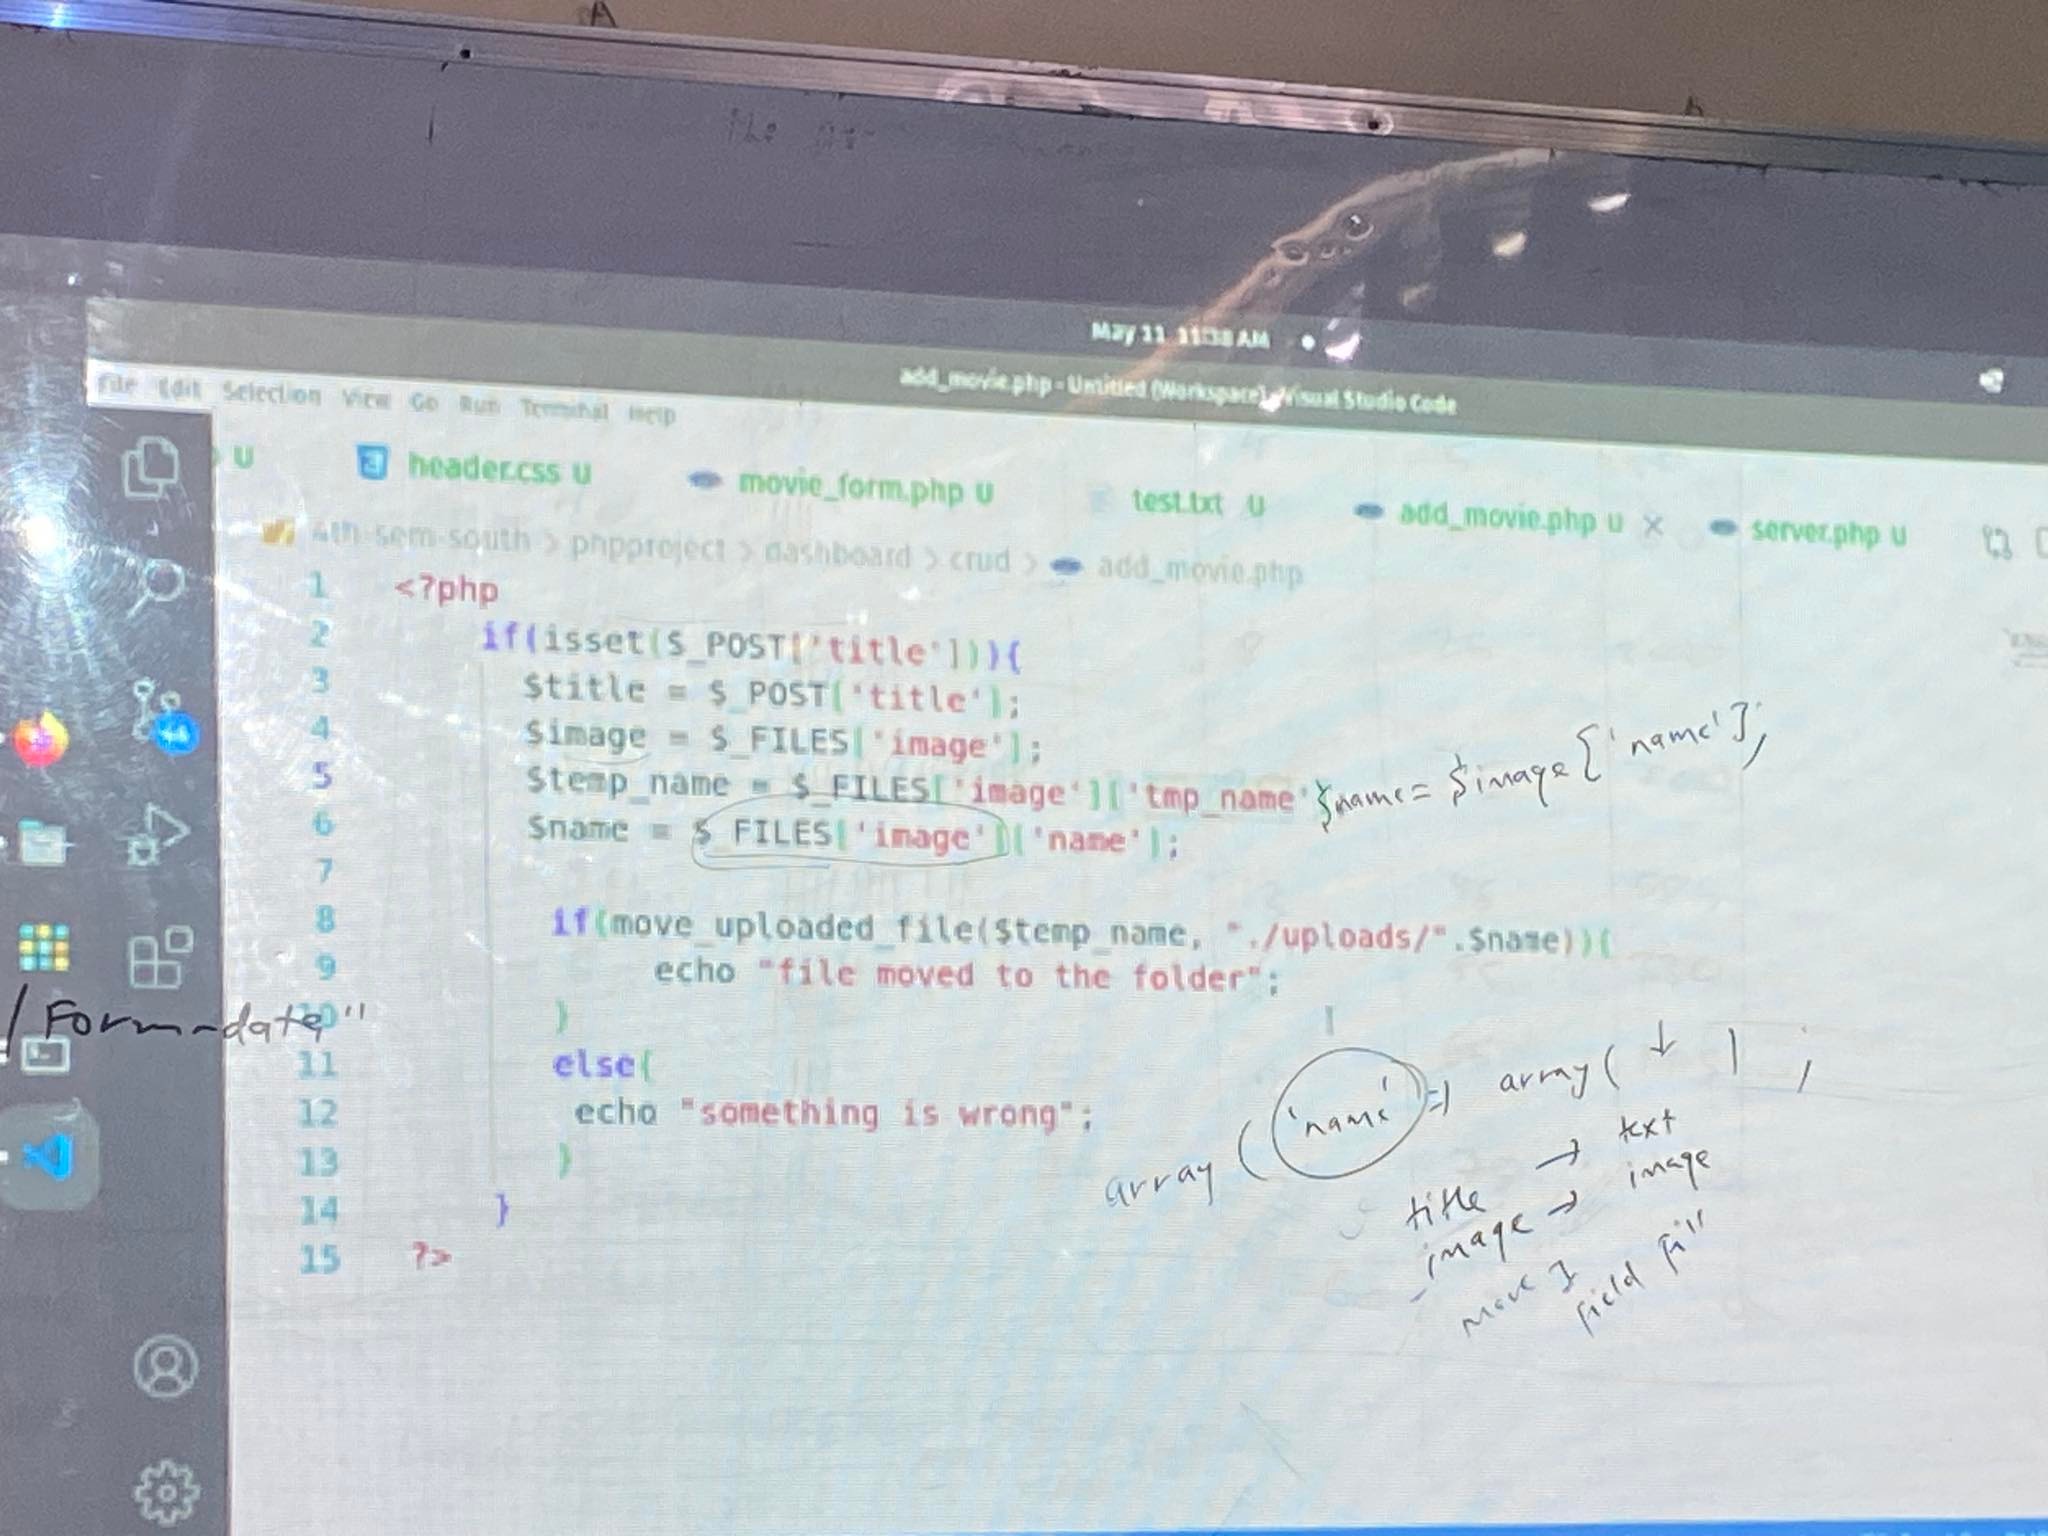 May 11 11:38 AM
add_movie.php - Untitled (Workspace) - Visual Studio Code
File Edit Selection View Go Run Terminal Help
U header.css U movie_form.php U test.txt U add_movie.php U × server.php U
4th-sem-south > phpproject > dashboard > crud > add_movie.php
1 <?php
2 if(isset($_POST['title'])){
3 $title = $_POST['title'];
4 $image = $_FILES['image'];
5 $temp_name = $_FILES['image']['tmp_name'
$name = $image['name'];
6 $name = $_FILES['image']['name'];
7
8 if(move_uploaded_file($temp_name, "./uploads/".$name)){
9 echo "file moved to the folder";
10 }
/Form-data"
11 else{
12 echo "something is wrong";
13 }
14 }
15 ?>
array('name' => array( ↓ ) ;
title → text
image → image
field fill